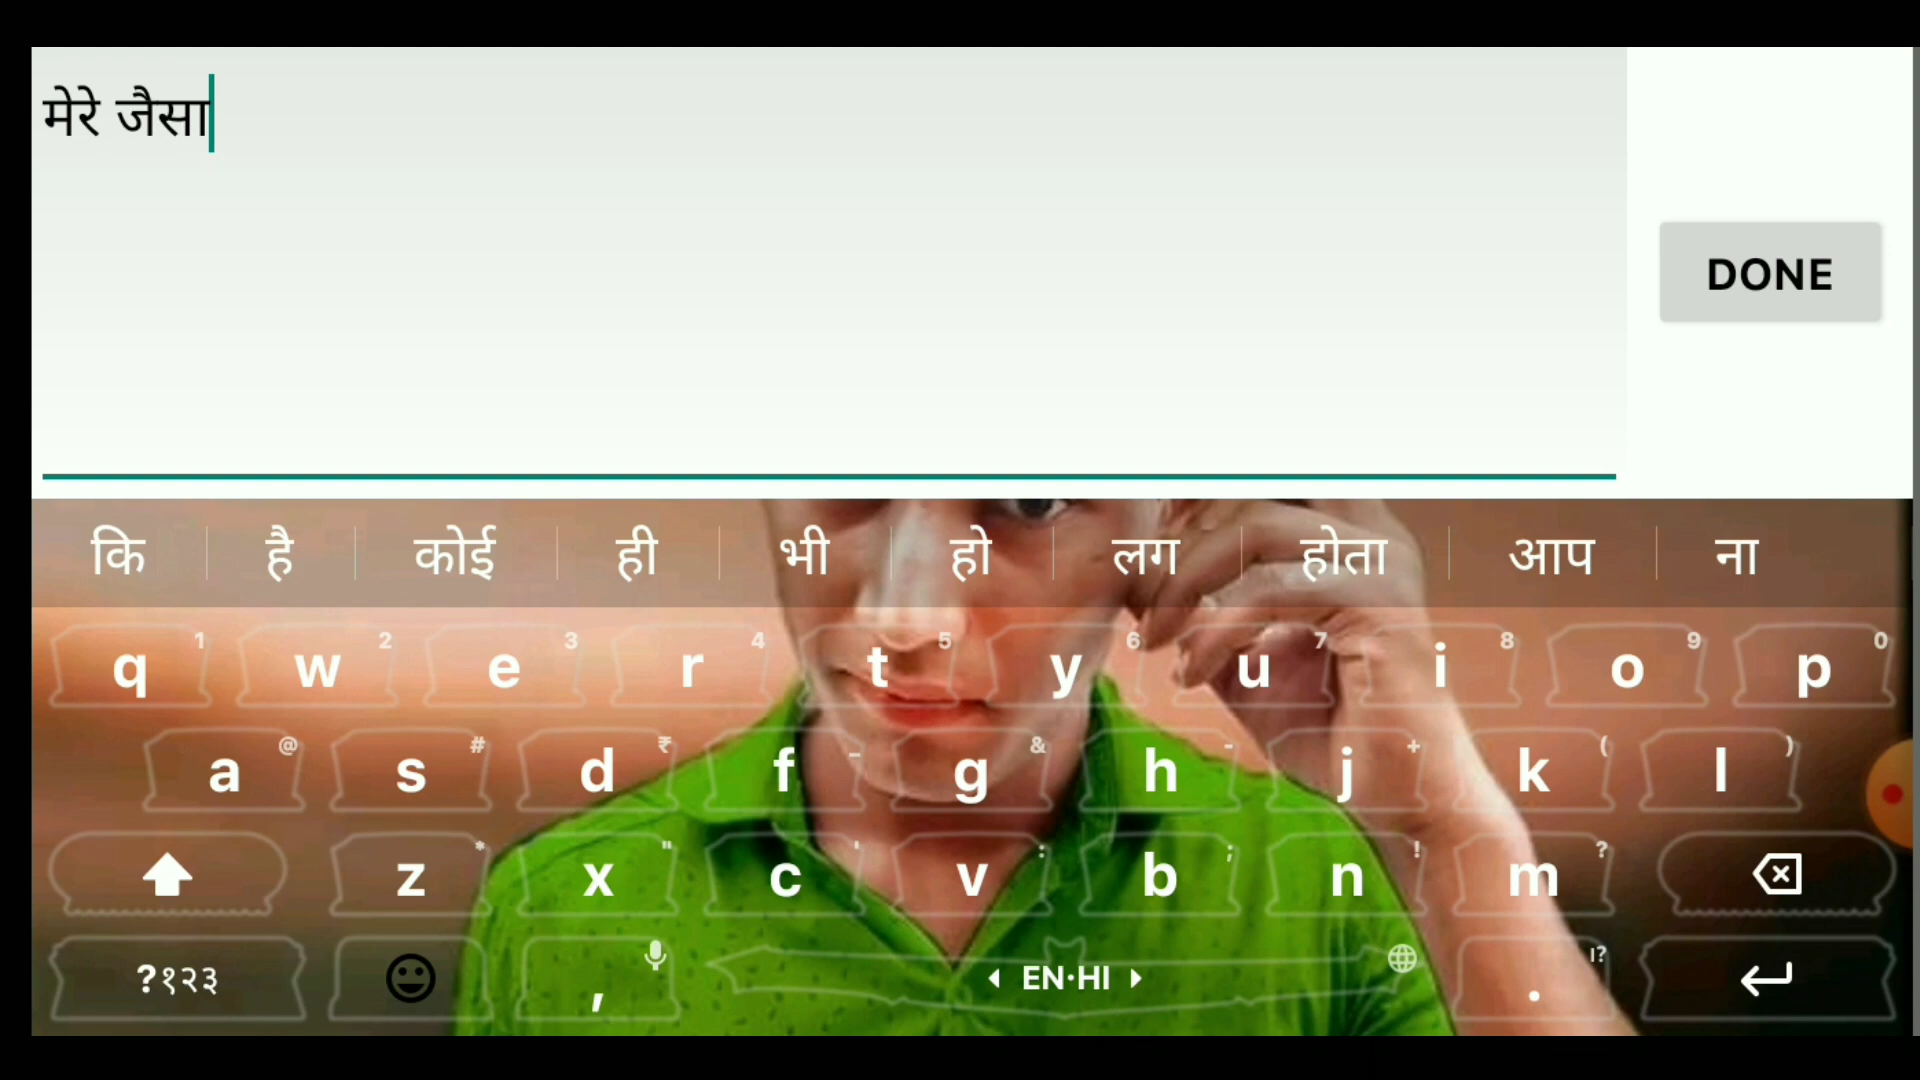 मेरे जैसा
DONE
कि है कोई ही भी हो लग होता आप ना
q 1 w 2 e 3 r 4 t 5 y 6 u 7 i 8 o 9 p 0
a @ s # d ₹ f _ g & h - j + k ( l )
z * x " c ' v : b ; n ! m ?
?१२३ , EN·HI . !?